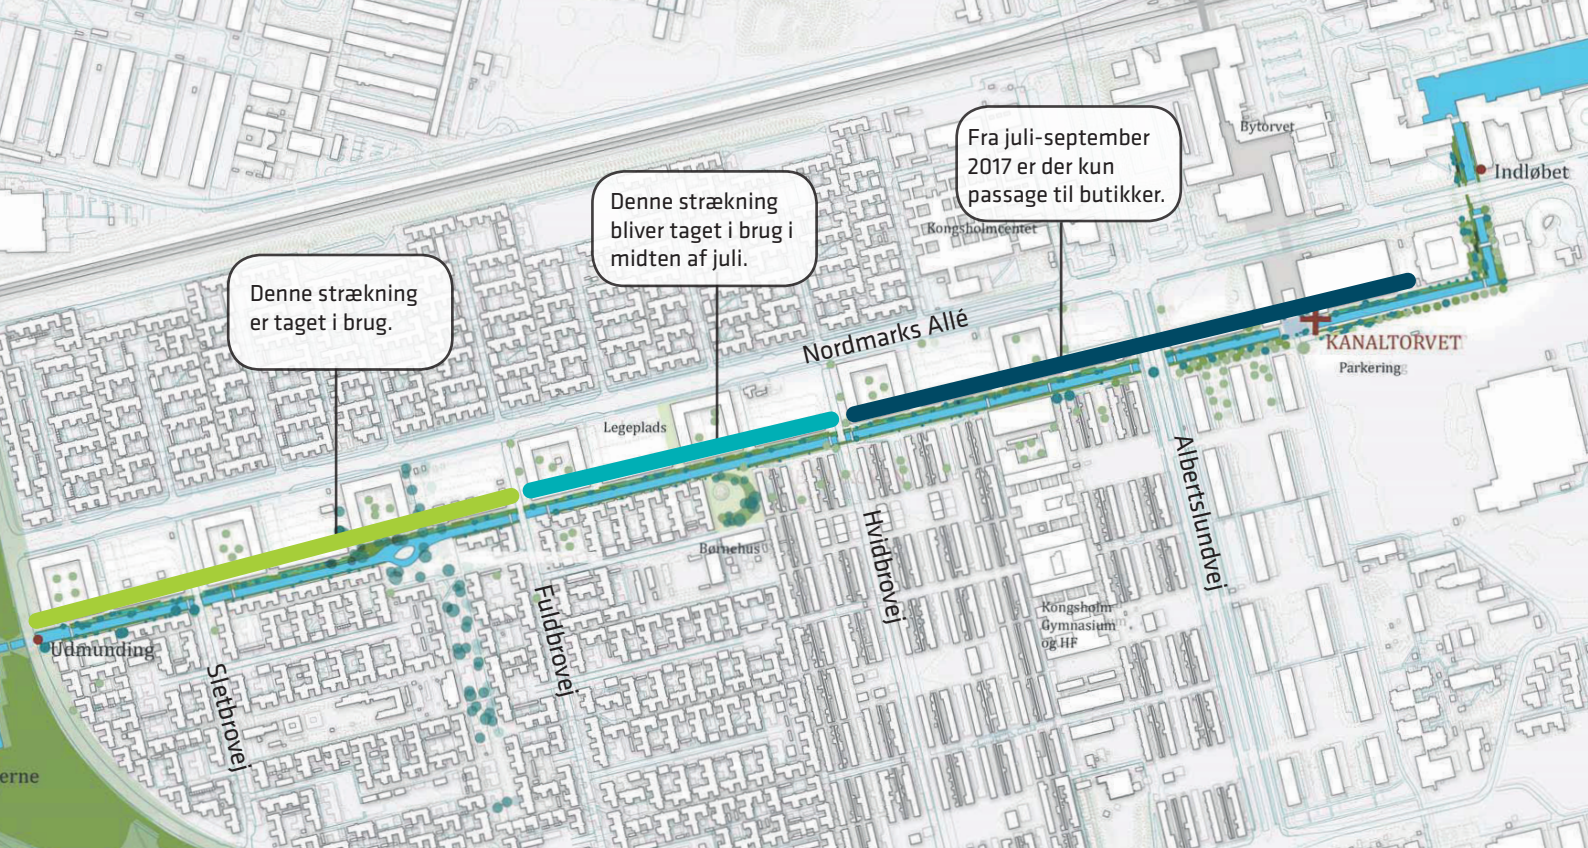 Bytorvet
Fra juli-september
2017 er der kun
passage til butikker.
Indløbet
Denne strækning
bliver taget i brug i
midten af juli.
Kongsholmcentet
Denne strækning
er taget i brug.
Nordmarks Allé
KANALTORVET
Parkering
Legeplads
Albertslundvej
Børnehus
Hvidbrovej
Fuldbrovej
Kongsholm
Gymnasium
og HF
Udmunding
Sletbrovej
erne